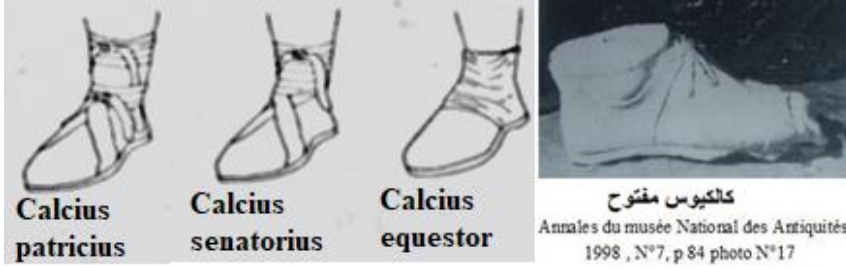 Calcius
patricius
Calcius
senatorius
Calcius
equestor
كالكيوس مفتوح
Annales du musée National des Antiquités
1998 , N°7, p 84 photo N°17